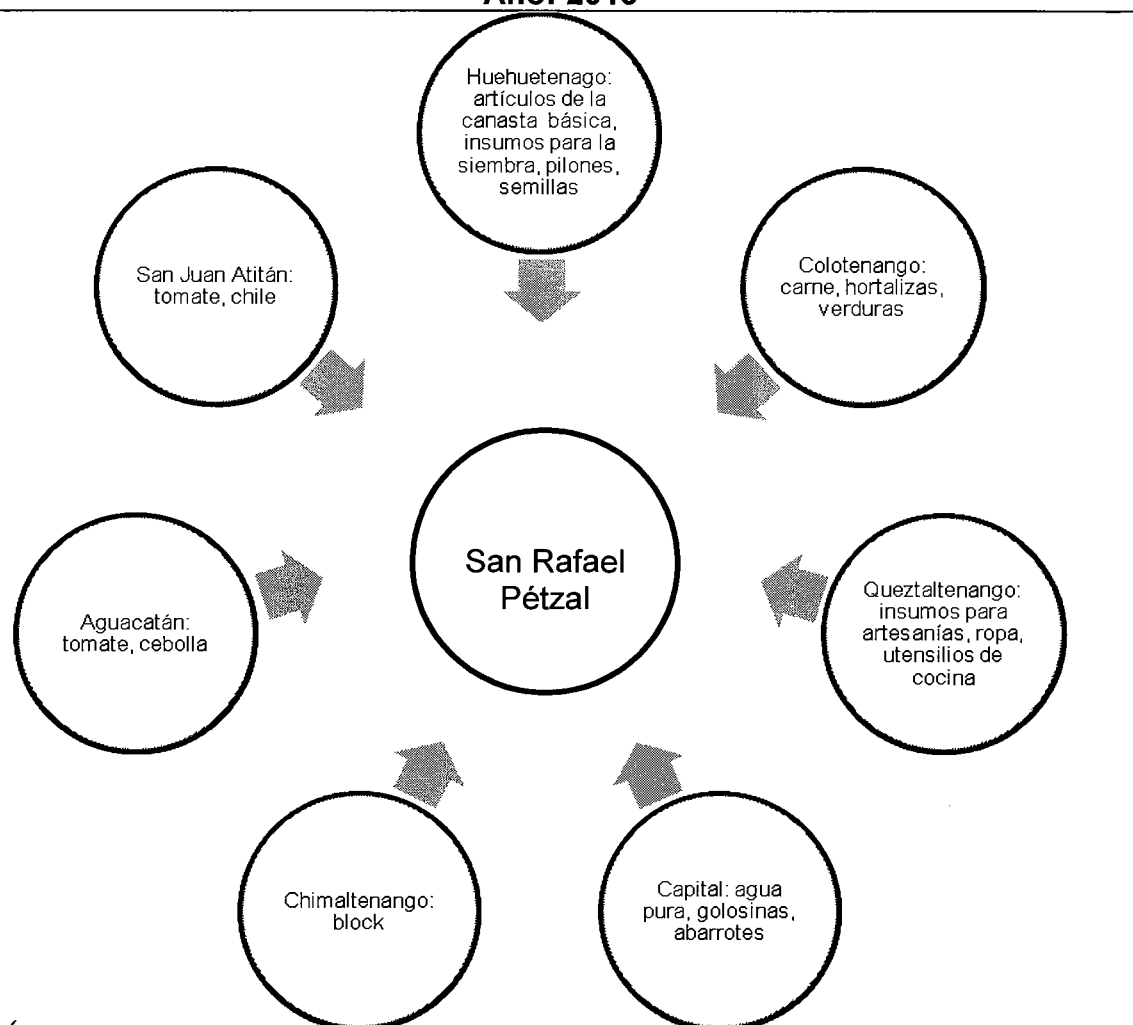 Huehuetenago:
artículos de la
canasta básica,
insumos para la
siembra, pilones,
semillas
San Juan Atitán:
tomate, chile
Colotenango:
carne, hortalizas,
verduras
San Rafael
Pétzal
Aguacatán:
tomate, cebolla
Queztaltenango:
insumos para
artesanías, ropa,
utensilios de
cocina
Chimaltenango:
block
Capital: agua
pura, golosinas,
abarrotes